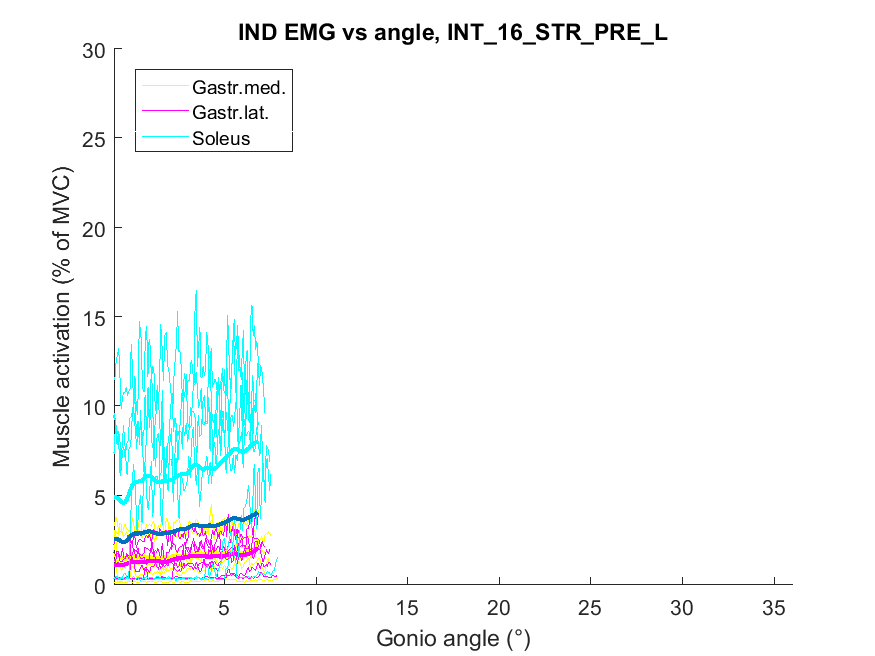 IND EMG vs angle, INT_16_STR_PRE_L
30
25
20
15
10
5
0
Gastr.med.
Gastr.lat.
Soleus
Muscle activation (% of MVC)
0 5 10 15 20 25 30 35
Gonio angle (°)